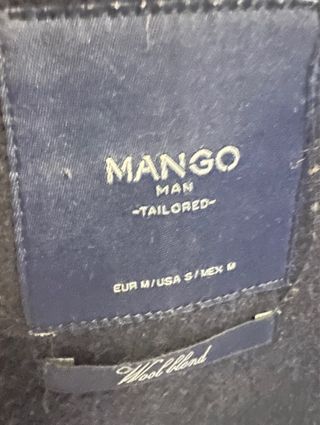 MANGO
MAN
-TAILORED-
EUR M/USA S/MEX M
Wool blend